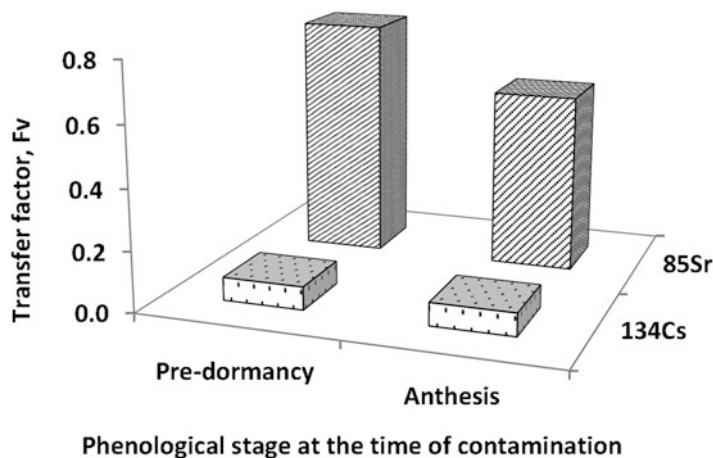 0.8
0.6
0.4
0.2
0.0
Transfer factor, Fv
85Sr
134Cs
Pre-dormancy
Anthesis
Phenological stage at the time of contamination